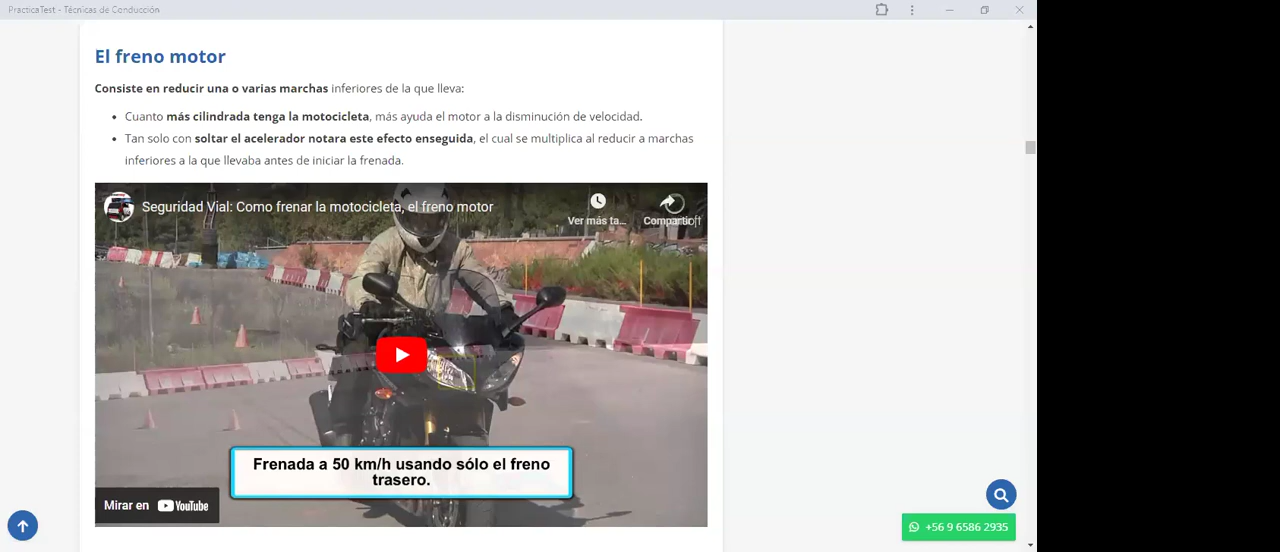 PracticaTest - Técnicas de Conducción
El freno motor
Consiste en reducir una o varias marchas inferiores de la que lleva:
Cuanto más cilindrada tenga la motocicleta, más ayuda el motor a la disminución de velocidad.
Tan solo con soltar el acelerador notara este efecto enseguida, el cual se multiplica al reducir a marchas
inferiores a la que llevaba antes de iniciar la frenada.
Seguridad Vial: Como frenar la motocicleta, el freno motor
Ver más ta...
Compartir
Frenada a 50 km/h usando sólo el freno
trasero.
Mirar en YouTube
+56 9 6586 2935